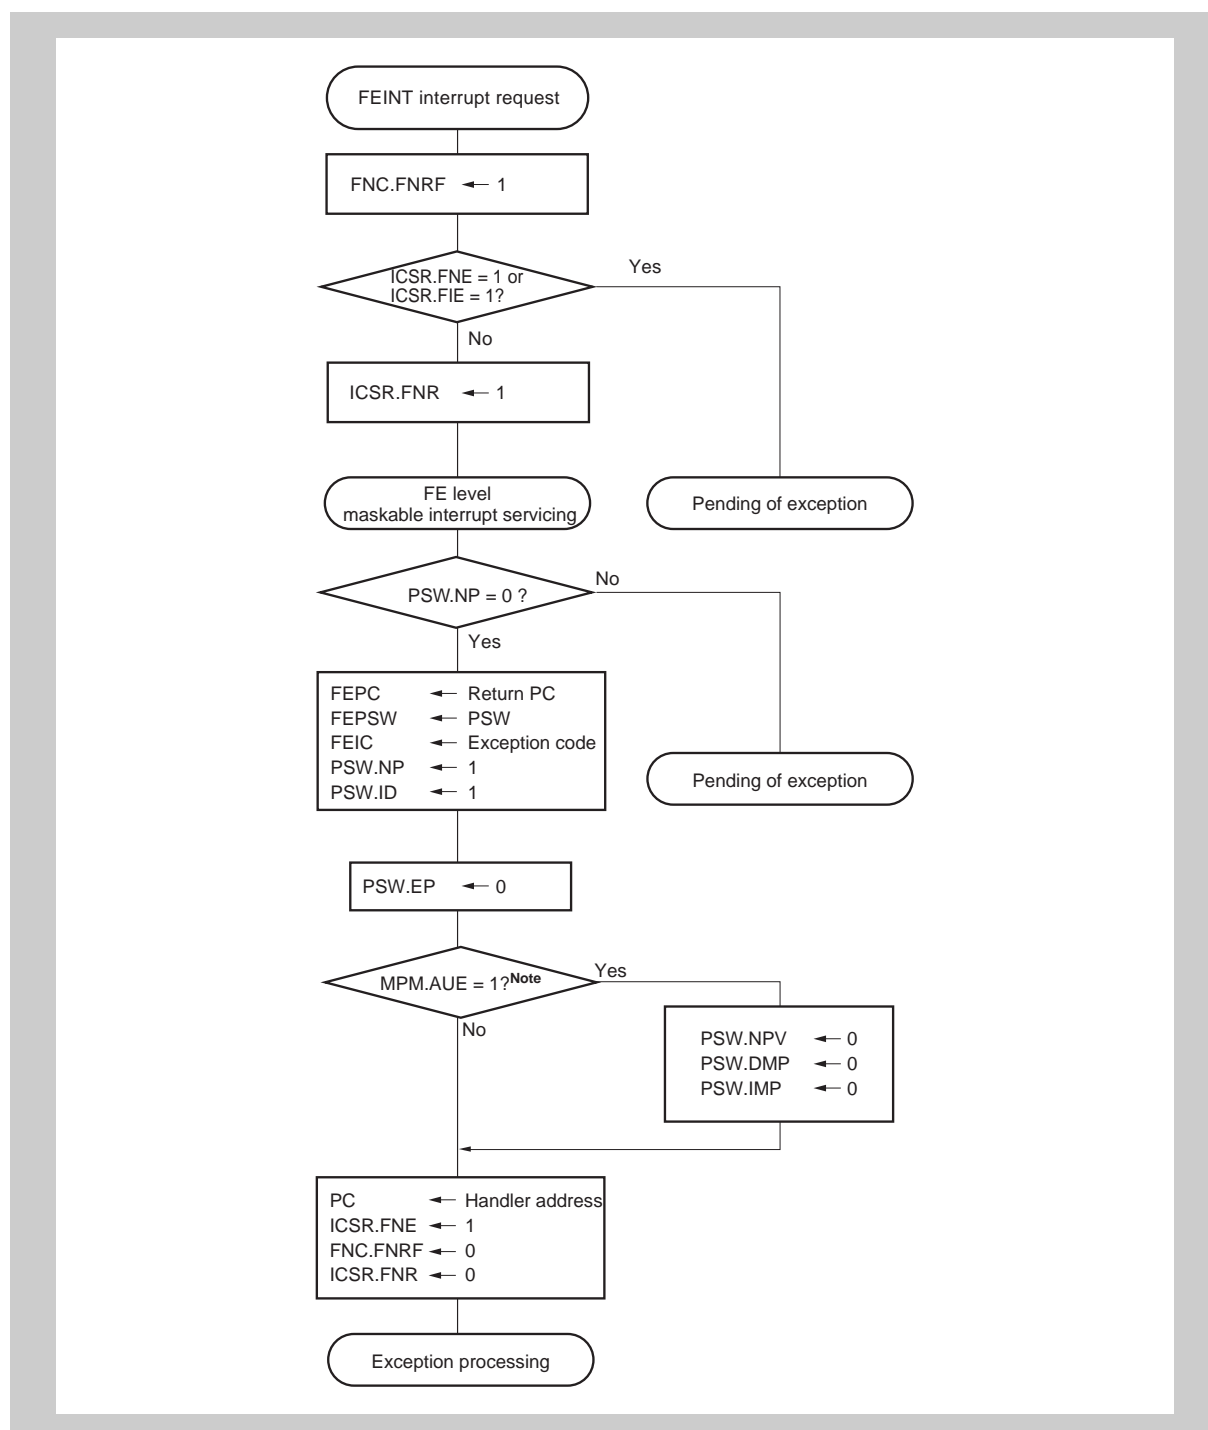 FEINT interrupt request
FNC.FNRF ← 1
ICSR.FNE = 1 or
ICSR.FIE = 1?
Yes
No
ICSR.FNR ← 1
FE level
maskable interrupt servicing
Pending of exception
PSW.NP = 0 ?
No
Yes
FEPC ← Return PC
FEPSW ← PSW
FEIC ← Exception code
PSW.NP ← 1
PSW.ID ← 1
Pending of exception
PSW.EP ← 0
MPM.AUE = 1?Note
Yes
No
PSW.NPV ← 0
PSW.DMP ← 0
PSW.IMP ← 0
PC ← Handler address
ICSR.FNE ← 1
FNC.FNRF ← 0
ICSR.FNR ← 0
Exception processing